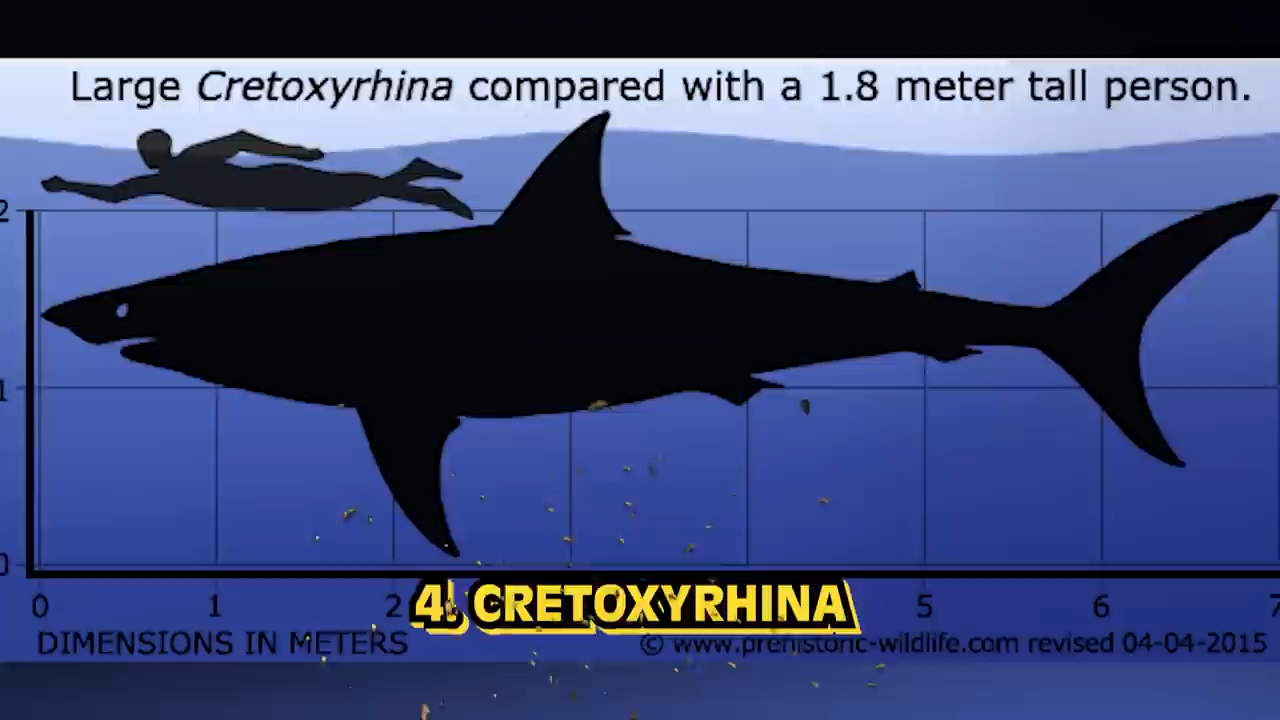 Large Cretoxyrhina compared with a 1.8 meter tall person.
2
1
0
0 1 2 5 6 7
4. CRETOXYRHINA
DIMENSIONS IN METERS
© www.prehistoric-wildlife.com revised 04-04-2015